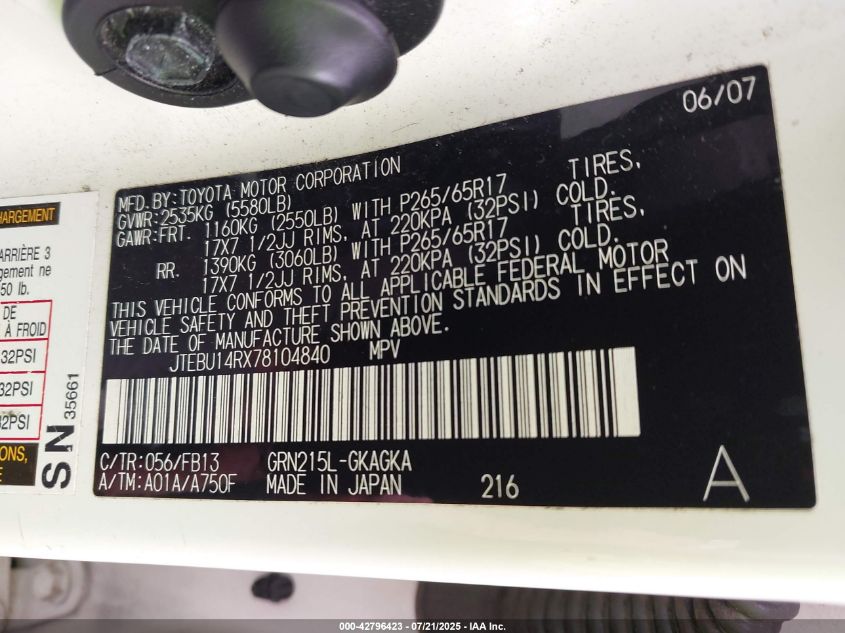 06/07
MFD.BY:TOYOTA MOTOR CORPORATION
GVWR:2535KG (5580LB)
GAWR-FRT. 1160KG (2550LB) WITH P265/65R17 TIRES,
17X7 1/2JJ RIMS, AT 220KPA (32PSI) COLD.
RR. 1390KG (3060LB) WITH P265/65R17 TIRES,
17X7 1/2JJ RIMS, AT 220KPA (32PSI) COLD.
THIS VEHICLE CONFORMS TO ALL APPLICABLE FEDERAL MOTOR
VEHICLE SAFETY AND THEFT PREVENTION STANDARDS IN EFFECT ON
THE DATE OF MANUFACTURE SHOWN ABOVE.
JTEBU14RX78104840 MPV
C/TR:056/FB13 GRN215L-GKAGKA
A/TM:A01A/A750F MADE IN JAPAN 216 A
HARGEMENT
ARRIÈRE 3
gement ne
50 lb.
DE
À FROID
32PSI
32PSI
32PSI
ONS,
E
SN 35661
000-42796423 - 07/21/2025 - IAA Inc.